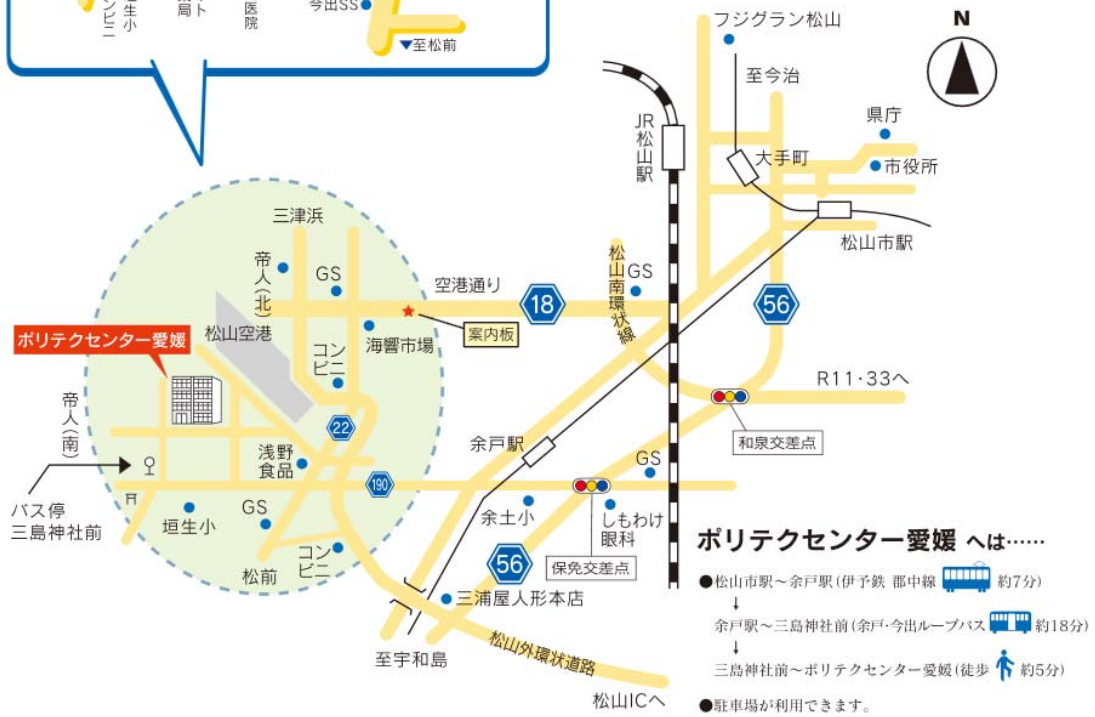 垣生小
医院
今出SS
▼至松前
フジグラン松山
N
至今治
JR松山駅
県庁
大手町
市役所
松山市駅
三津浜
帝人(北)
GS
空港通り
18
松山南環状線
GS
56
松山空港
案内板
海響市場
ポリテクセンター愛媛
コンビニ
R11・33へ
帝人(南)
22
和泉交差点
余戸駅
浅野食品
GS
190
バス停
三島神社前
垣生小
GS
余土小
しもわけ
眼科
コンビニ
松前
56
保免交差点
三浦屋人形本店
至宇和島
松山外環状道路
松山ICへ
ポリテクセンター愛媛 へは……
●松山市駅～余戸駅(伊予鉄 郡中線 約7分)
↓
余戸駅～三島神社前(余戸・今出ループバス 約18分)
↓
三島神社前～ポリテクセンター愛媛(徒歩 約5分)
●駐車場が利用できます。